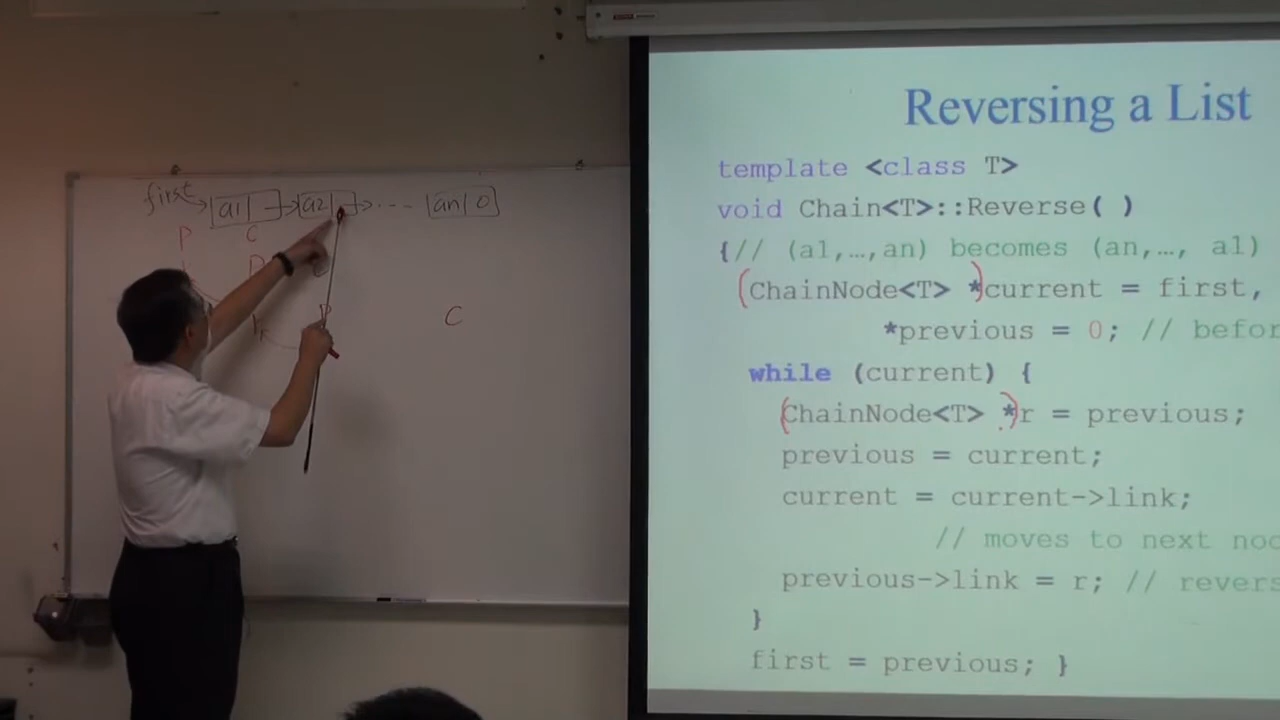 first a1 a2 ... an 0
P C
P
r P C
Reversing a List
template <class T>
void Chain<T>::Reverse( )
{// (a1,…,an) becomes (an,…, a1)
(ChainNode<T> *)current = first,
*previous = 0; // befor
while (current) {
(ChainNode<T> *)r = previous;
previous = current;
current = current->link;
// moves to next nod
previous->link = r; // revers
}
first = previous; }